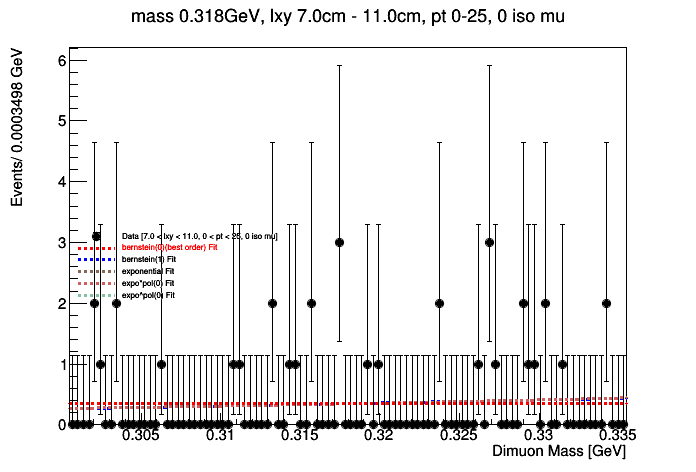 mass 0.318GeV, lxy 7.0cm - 11.0cm, pt 0-25, 0 iso mu
Events/ 0.0003498 GeV
6
5
4
3
2
1
0
Data [7.0 < lxy < 11.0, 0 < pt < 25, 0 iso mu]
bernstein(0)(best order) Fit
bernstein(1) Fit
exponential Fit
expo*pol(0) Fit
expo^pol(0) Fit
0.305 0.31 0.315 0.32 0.325 0.33 0.335
Dimuon Mass [GeV]